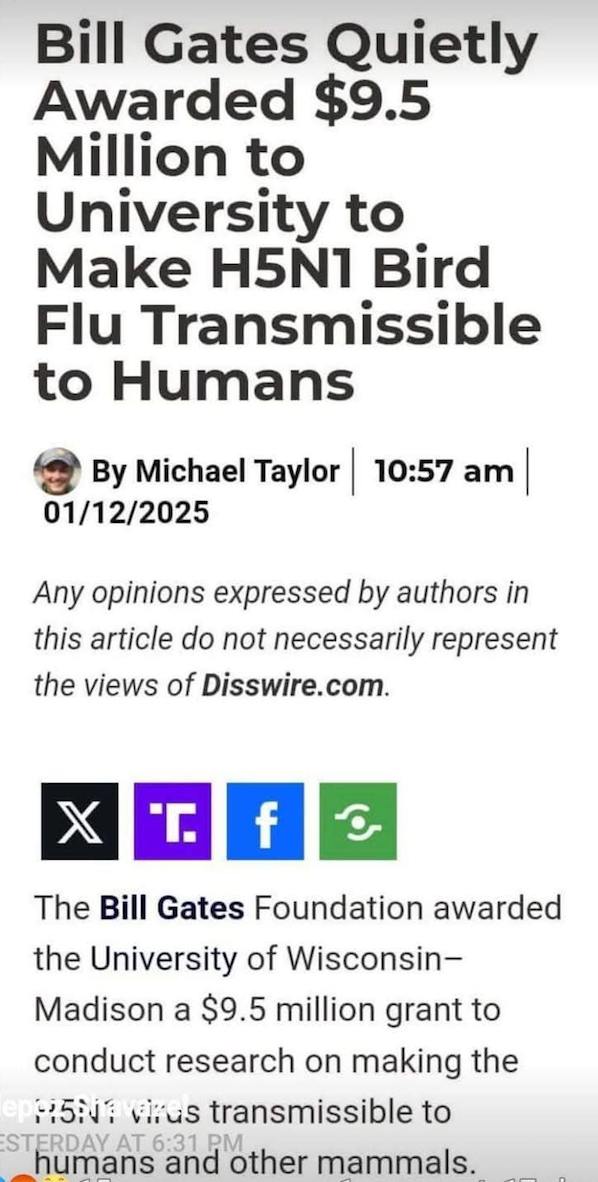 Bill Gates Quietly
Awarded $9.5
Million to
University to
Make H5N1 Bird
Flu Transmissible
to Humans
By Michael Taylor | 10:57 am |
01/12/2025
Any opinions expressed by authors in
this article do not necessarily represent
the views of Disswire.com.
The Bill Gates Foundation awarded
the University of Wisconsin–
Madison a $9.5 million grant to
conduct research on making the
H5N1 virus transmissible to
ESTERDAY AT 6:31 PM
humans and other mammals.